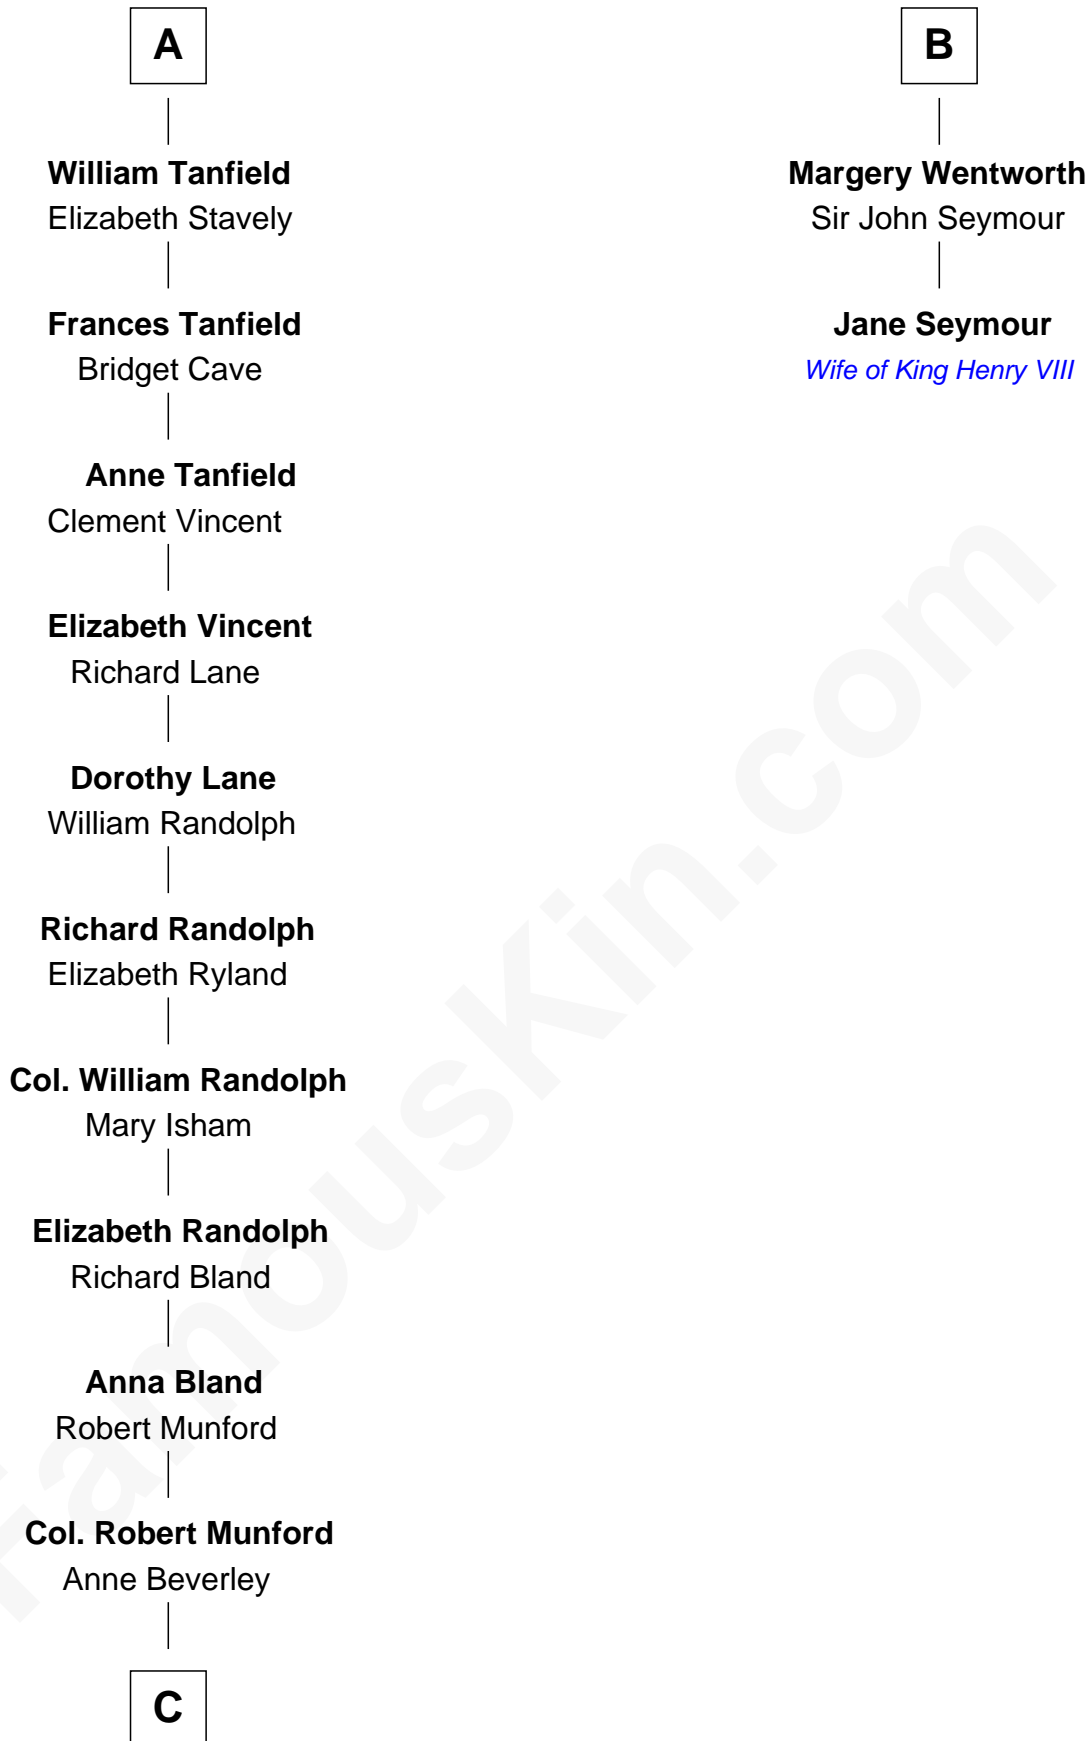 A
William Tanfield
Elizabeth Stavely
Frances Tanfield
Bridget Cave
Anne Tanfield
Clement Vincent
Elizabeth Vincent
Richard Lane
Dorothy Lane
William Randolph
Richard Randolph
Elizabeth Ryland
Col. William Randolph
Mary Isham
Elizabeth Randolph
Richard Bland
Anna Bland
Robert Munford
Col. Robert Munford
Anne Beverley
C
B
Margery Wentworth
Sir John Seymour
Jane Seymour
Wife of King Henry VIII
FamousKin.com